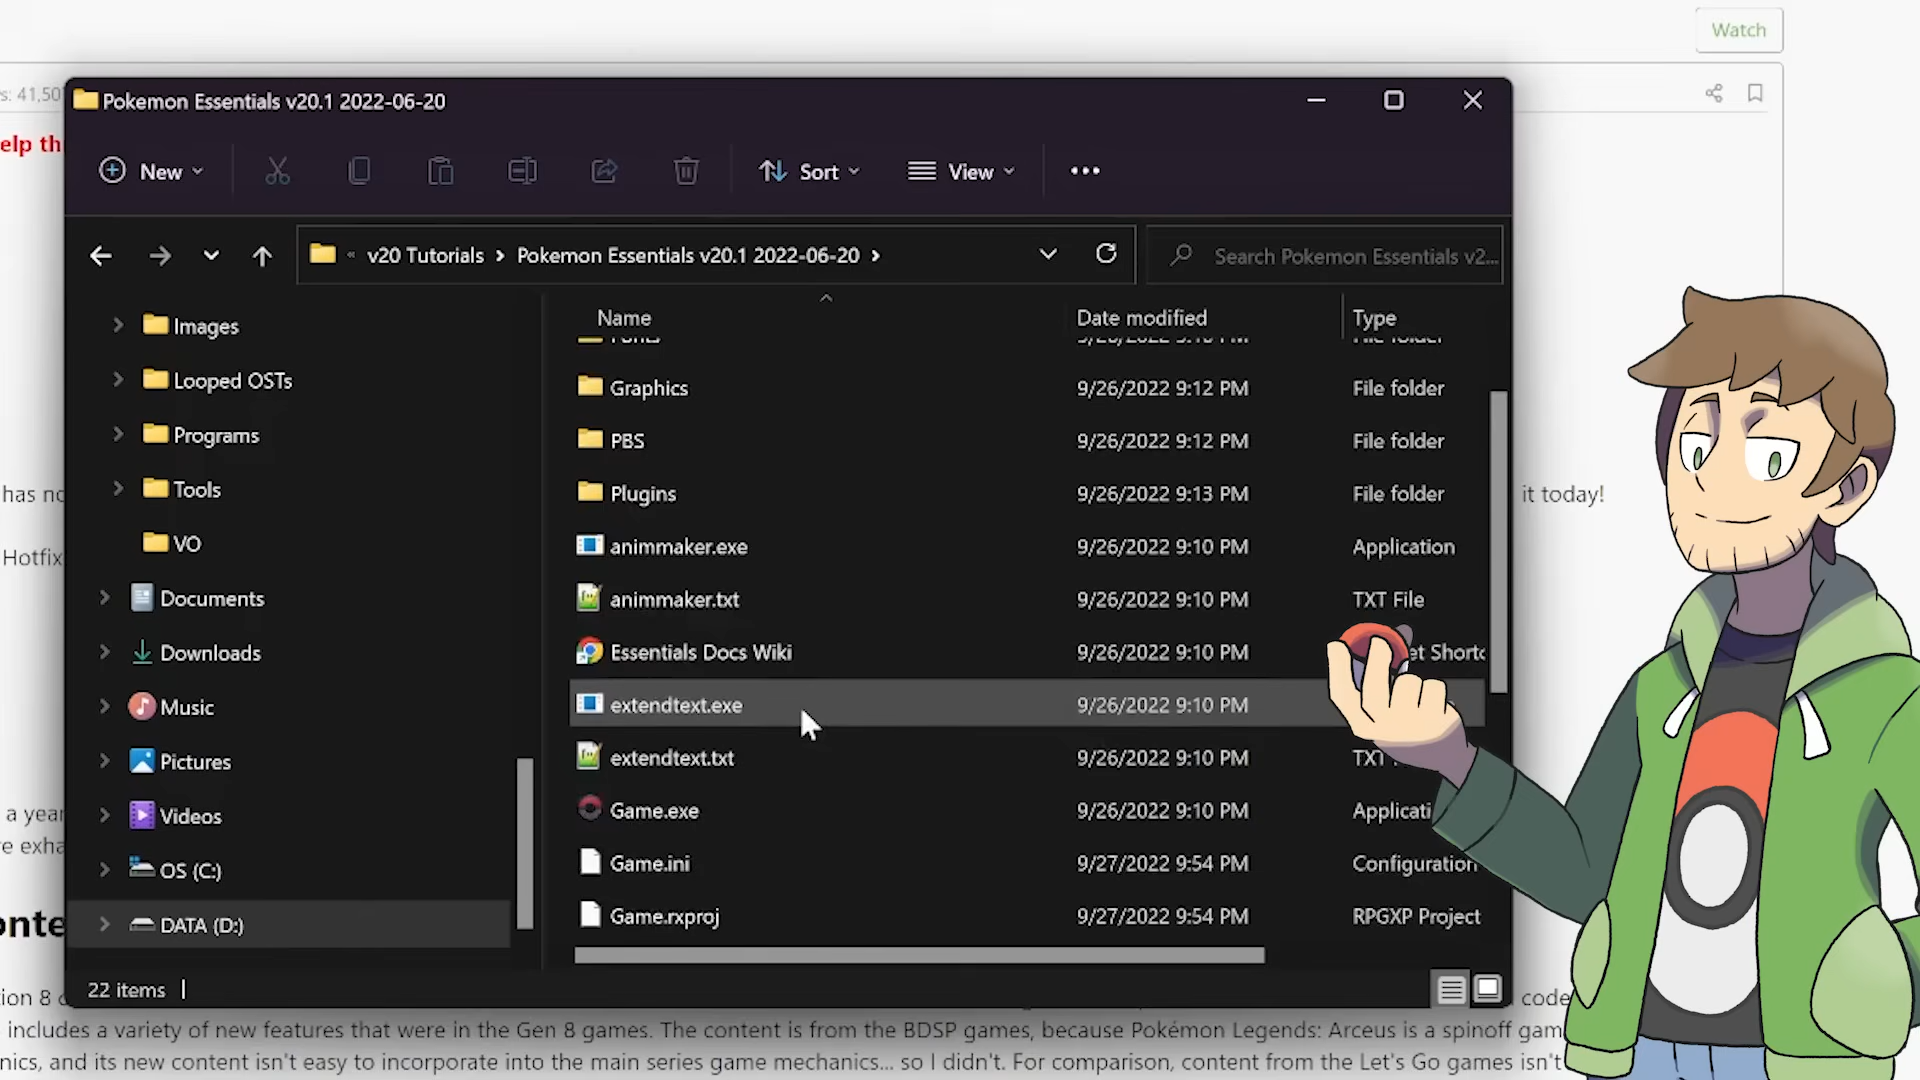 Watch
s: 41,50
Pokemon Essentials v20.1 2022-06-20
elp th
New
Sort
View
« v20 Tutorials > Pokemon Essentials v20.1 2022-06-20 >
Search Pokemon Essentials v2...
Name Date modified Type
Images
Looped OSTs
Programs
Tools
VO
Documents
Downloads
Music
Pictures
Videos
OS (C:)
DATA (D:)
Graphics 9/26/2022 9:12 PM File folder
PBS 9/26/2022 9:12 PM File folder
Plugins 9/26/2022 9:13 PM File folder
animmaker.exe 9/26/2022 9:10 PM Application
animmaker.txt 9/26/2022 9:10 PM TXT File
Essentials Docs Wiki 9/26/2022 9:10 PM et Shortc
extendtext.exe 9/26/2022 9:10 PM
extendtext.txt 9/26/2022 9:10 PM TXT
Game.exe 9/26/2022 9:10 PM Applicati
Game.ini 9/27/2022 9:54 PM Configuration
Game.rxproj 9/27/2022 9:54 PM RPGXP Project
22 items
has no
it today!
Hotfix
a year
e exha
onte
ion 8
code
includes a variety of new features that were in the Gen 8 games. The content is from the BDSP games, because Pokémon Legends: Arceus is a spinoff gam
nics, and its new content isn't easy to incorporate into the main series game mechanics... so I didn't. For comparison, content from the Let's Go games isn't